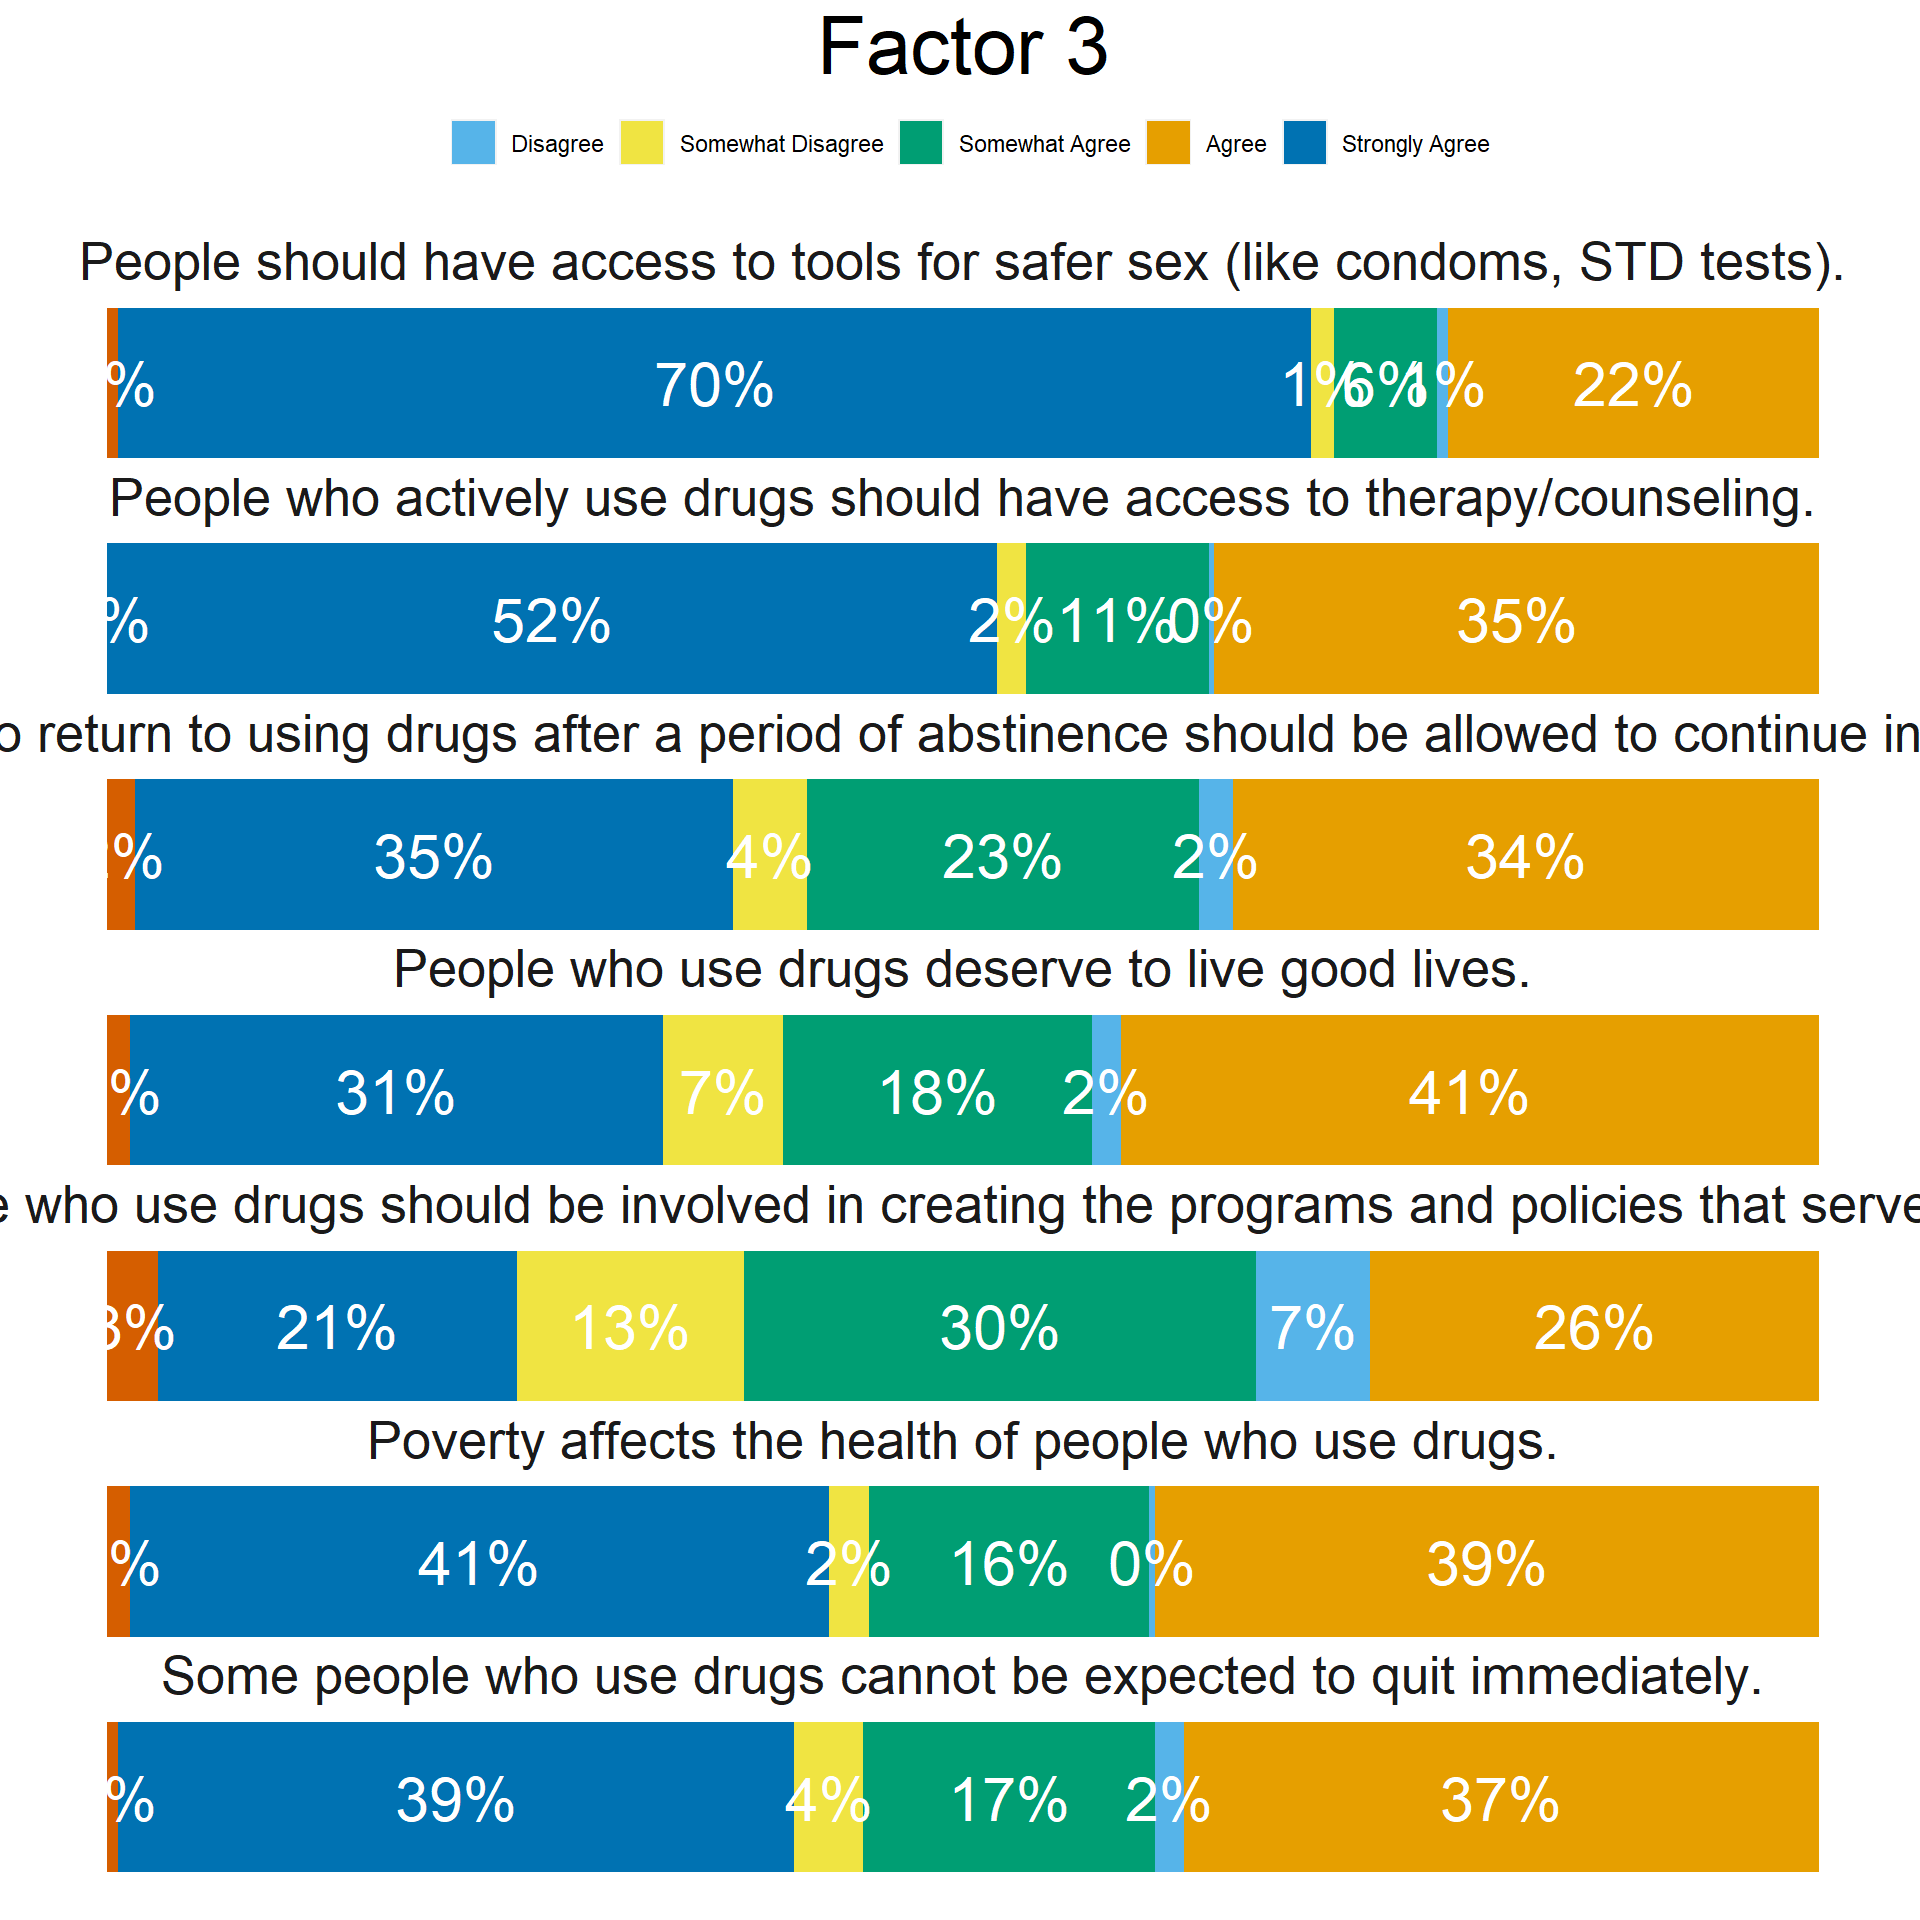 Factor 3
Disagree Somewhat Disagree Somewhat Agree Agree Strongly Agree
People should have access to tools for safer sex (like condoms, STD tests).
% 70% 1% 6% 1% 22%
People who actively use drugs should have access to therapy/counseling.
% 52% 2% 11% 0% 35%
o return to using drugs after a period of abstinence should be allowed to continue in
2% 35% 4% 23% 2% 34%
People who use drugs deserve to live good lives.
% 31% 7% 18% 2% 41%
e who use drugs should be involved in creating the programs and policies that serve
3% 21% 13% 30% 7% 26%
Poverty affects the health of people who use drugs.
% 41% 2% 16% 0% 39%
Some people who use drugs cannot be expected to quit immediately.
% 39% 4% 17% 2% 37%